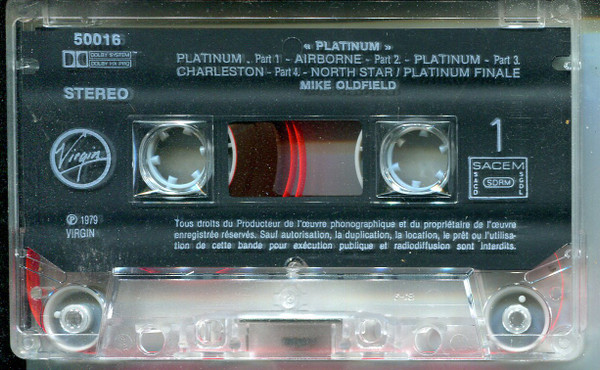 50016
DOLBY SYSTEM
DOLBY HX PRO
STEREO
« PLATINUM »
PLATINUM . Part 1 - AIRBORNE - Part 2. - PLATINUM - Part 3.
CHARLESTON - Part 4. - NORTH STAR / PLATINUM FINALE
MIKE OLDFIELD
Virgin
1
SACEM
SACD
SDRM
SGDL
℗ 1979
VIRGIN
Tous droits du Producteur de l'œuvre phonographique et du propriétaire de l'œuvre
enregistrée réservés. Sauf autorisation, la duplication, la location, le prêt ou l'utilisa-
tion de cette bande pour exécution publique et radiodiffusion sont interdits.